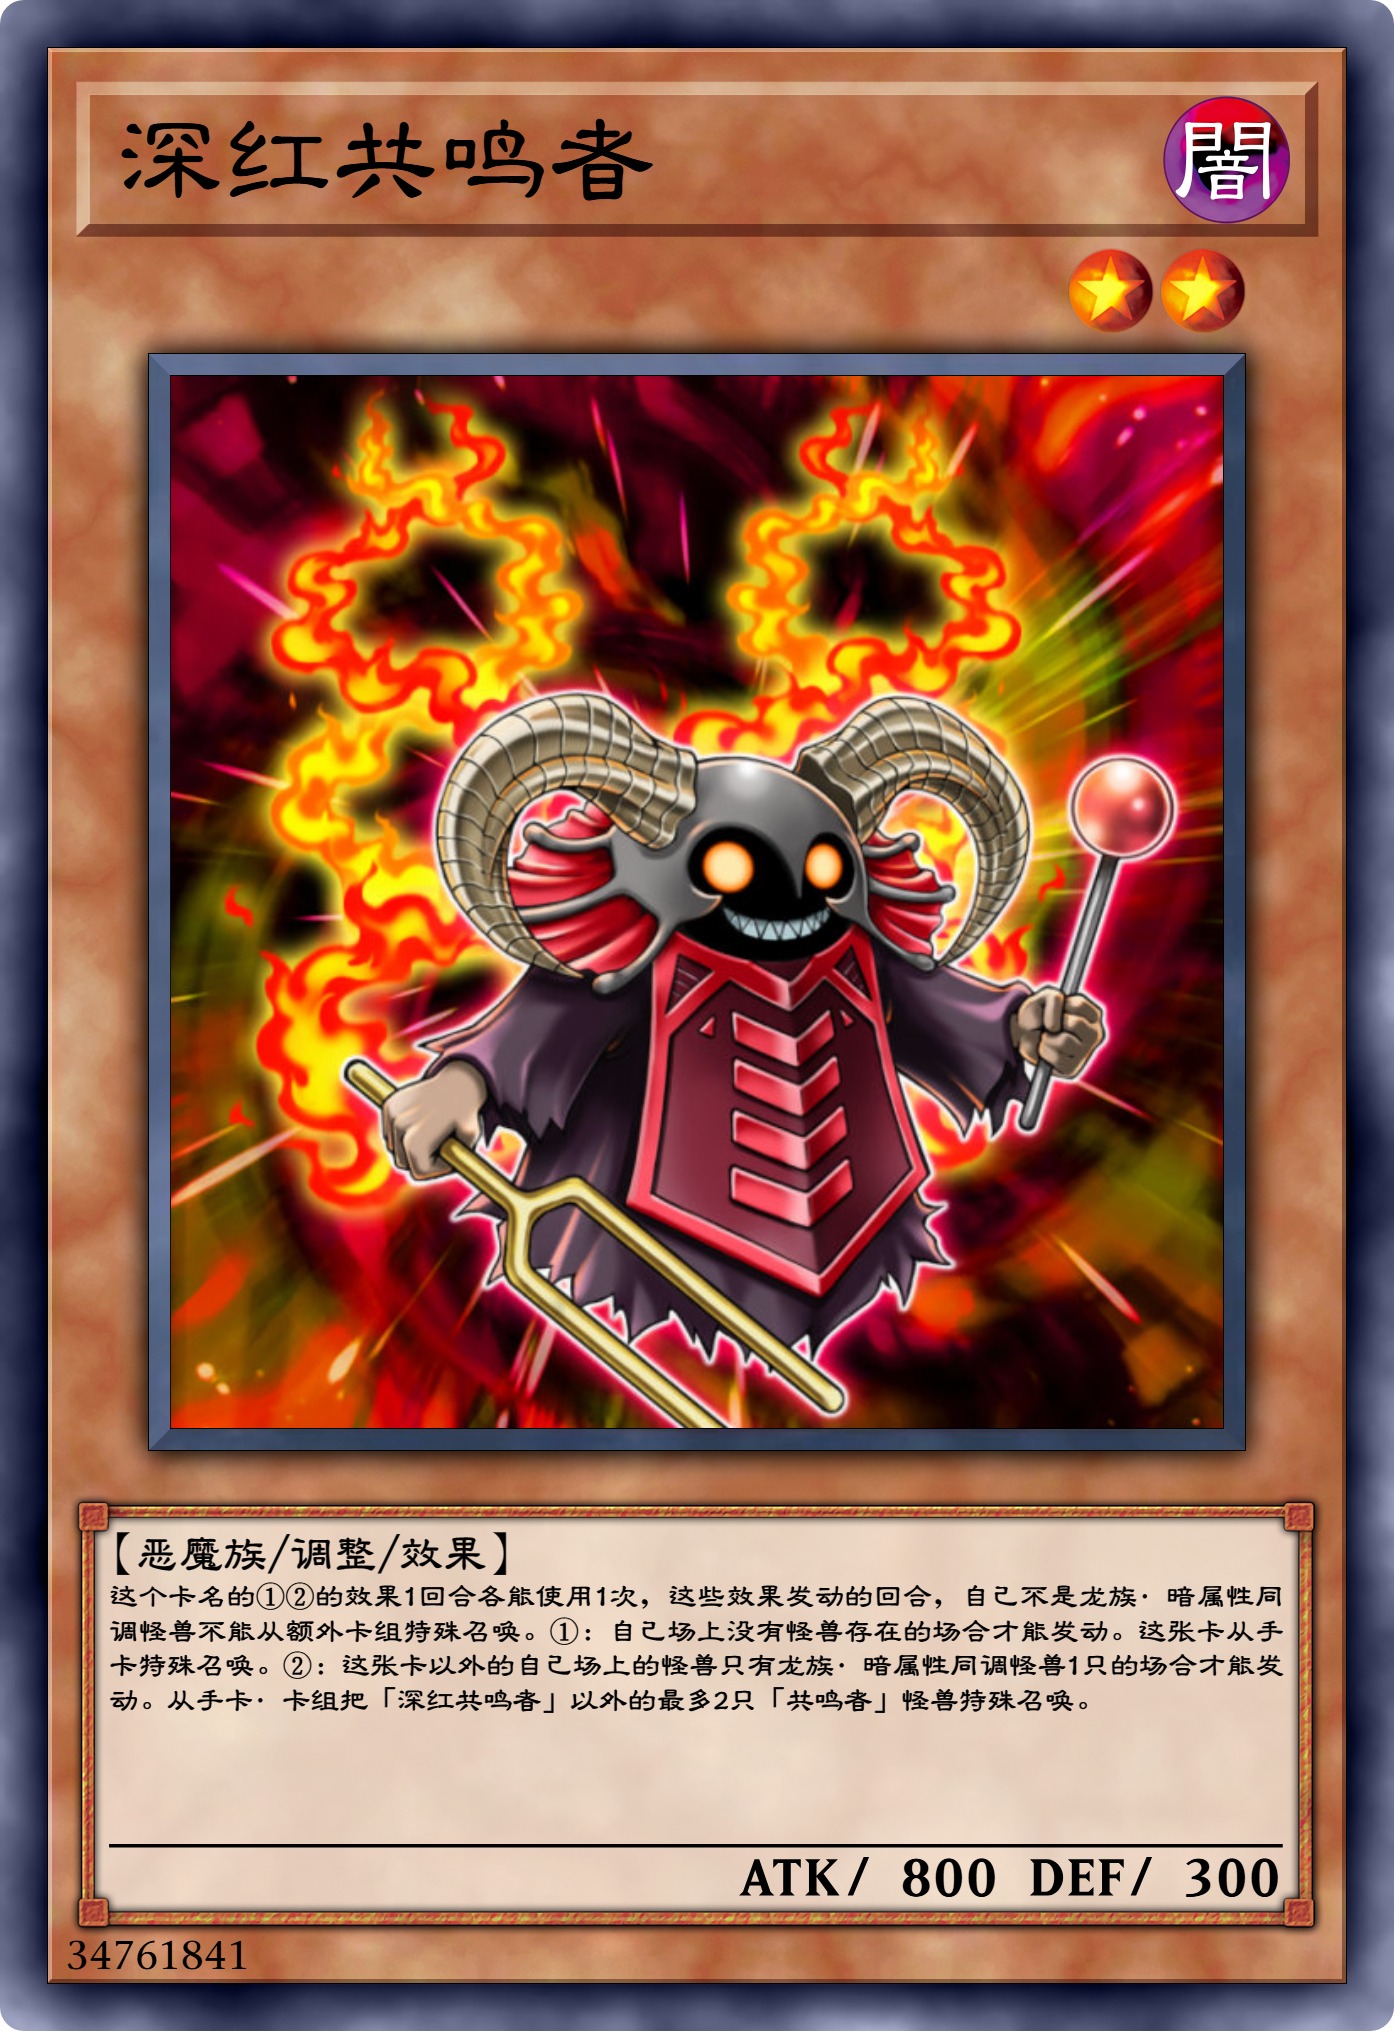 深红共鸣者
闇
【恶魔族/调整/效果】
这个卡名的①②的效果1回合各能使用1次，这些效果发动的回合，自己不是龙族·暗属性同
调怪兽不能从额外卡组特殊召唤。①：自己场上没有怪兽存在的场合才能发动。这张卡从手
卡特殊召唤。②：这张卡以外的自己场上的怪兽只有龙族·暗属性同调怪兽1只的场合才能发
动。从手卡·卡组把「深红共鸣者」以外的最多2只「共鸣者」怪兽特殊召唤。
ATK/ 800 DEF/ 300
34761841